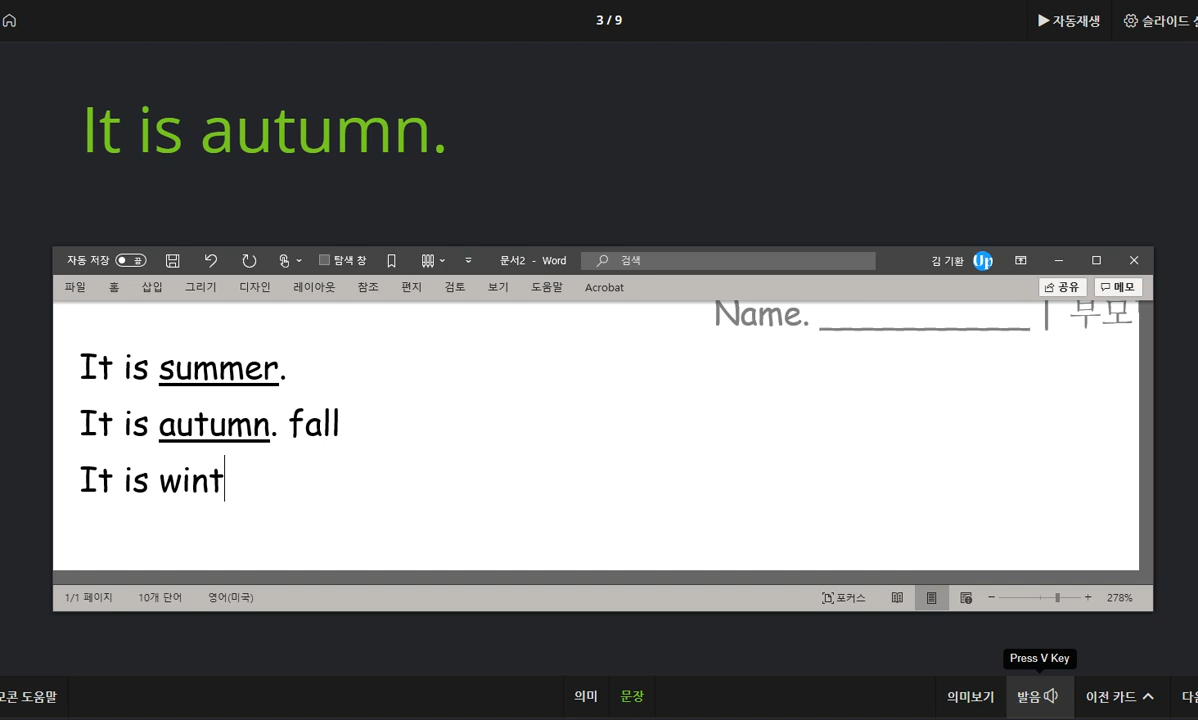 3 / 9
▶ 자동재생
슬라이드
It is autumn.
자동 저장 끔
탐색 창
문서2 - Word
검색
김 기환
Up
파일 홈 삽입 그리기 디자인 레이아웃 참조 편지 검토 보기 도움말 Acrobat
공유 메모
Name. ______________ | 부모
It is summer.
It is autumn. fall
It is wint
1/1 페이지 10개 단어 영어(미국)
포커스
278%
Press V Key
도움말
의미 문장
의미보기 발음 이전 카드